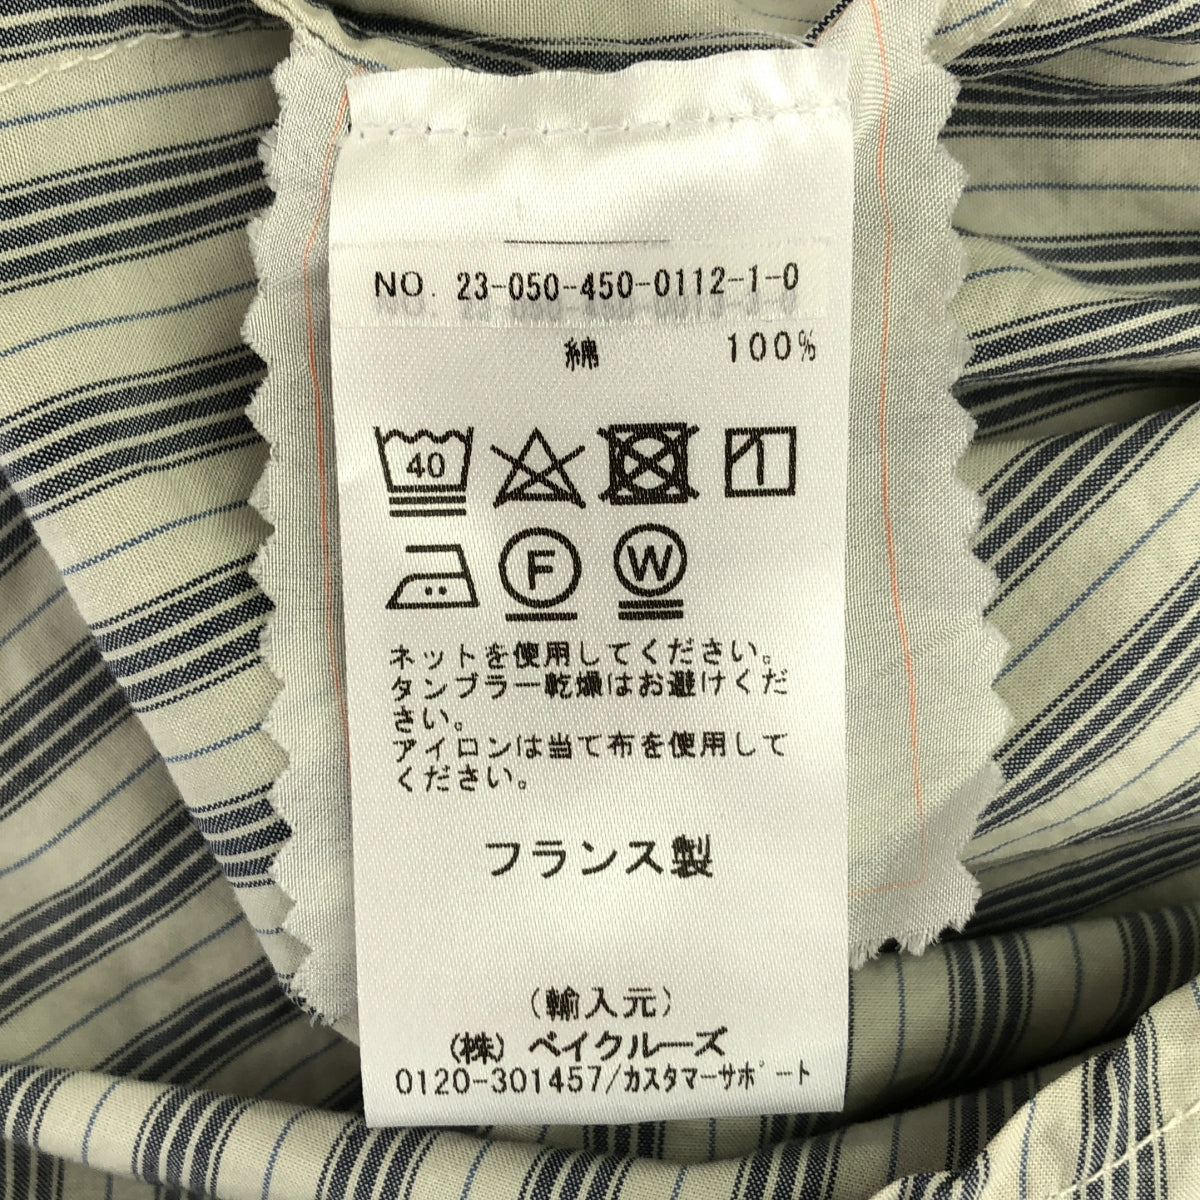 NO. 23-050-450-0112-1-0
綿 100%
40
F W
ネットを使用してください。
タンブラー乾燥はお避けくだ
さい。
アイロンは当て布を使用して
ください。
フランス製
(輸入元)
(株) ベイクルーズ
0120-301457/カスタマーサポート